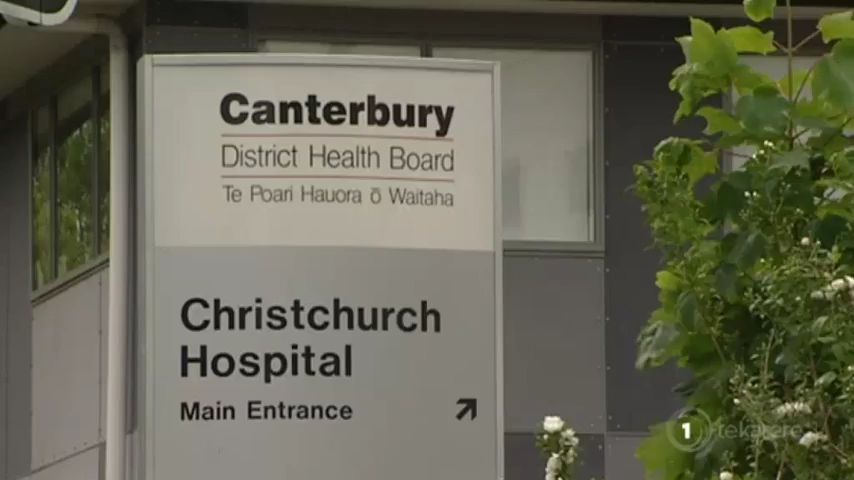 Canterbury
District Health Board
Te Poari Hauora ō Waitaha
Christchurch
Hospital
Main Entrance
1 tekarere